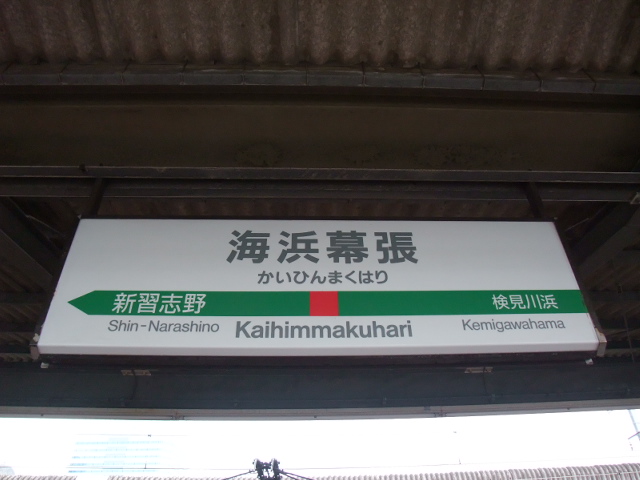 海浜幕張
かいひんまくはり
新習志野
検見川浜
Shin-Narashino
Kaihimmakuhari
Kemigawahama